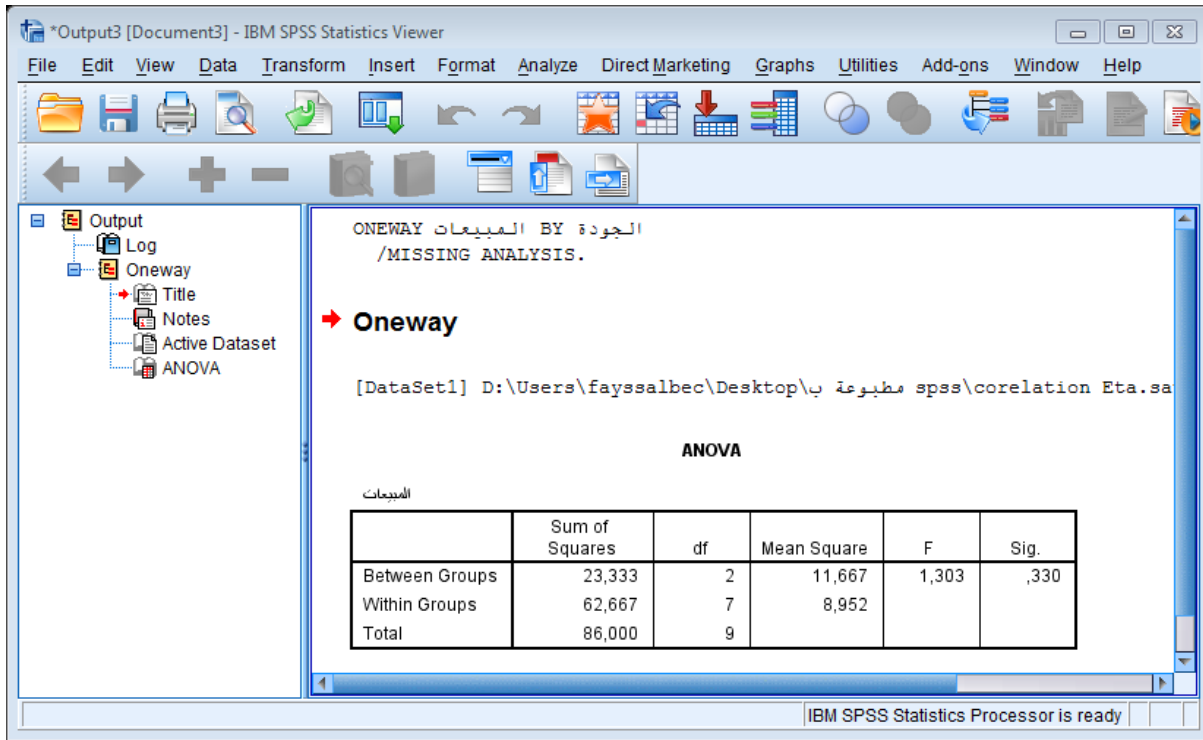 *Output3 [Document3] - IBM SPSS Statistics Viewer
File Edit View Data Transform Insert Format Analyze Direct Marketing Graphs Utilities Add-ons Window Help
Output
Log
Oneway
Title
Notes
Active Dataset
ANOVA
ONEWAY المبيعات BY الجودة
/MISSING ANALYSIS.
Oneway
[DataSet1] D:\Users\fayssalbec\Desktop\مطبوعة ب spss\corelation Eta.sa
ANOVA
المبيعات
Sum of Squares df Mean Square F Sig.
Between Groups 23,333 2 11,667 1,303 ,330
Within Groups 62,667 7 8,952
Total 86,000 9
IBM SPSS Statistics Processor is ready